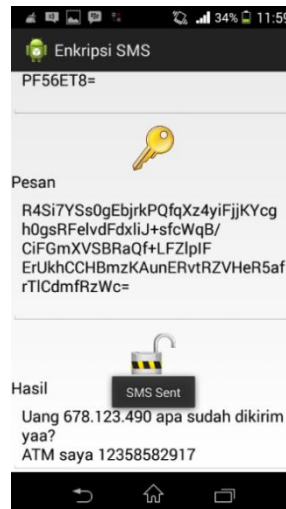 34% 11:59
Enkripsi SMS
PF56ET8=
Pesan
R4Si7YSs0gEbjrkPQfqXz4yiFjjKYcg
h0gsRFelvdFdxliJ+sfcWqB/
CiFGmXVSBRaQf+LFZlpIF
ErUkhCCHBmzKAunERvtRZVHeR5af
rTlCdmfRzWc=
SMS Sent
Hasil
Uang 678.123.490 apa sudah dikirim
yaa?
ATM saya 12358582917